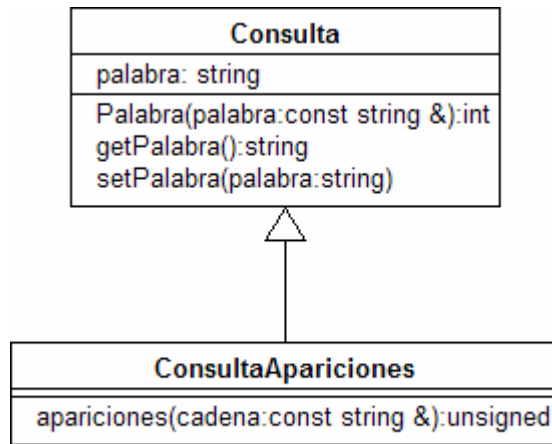 Consulta
palabra: string
Palabra(palabra:const string &):int
getPalabra():string
setPalabra(palabra:string)
ConsultaApariciones
apariciones(cadena:const string &):unsigned